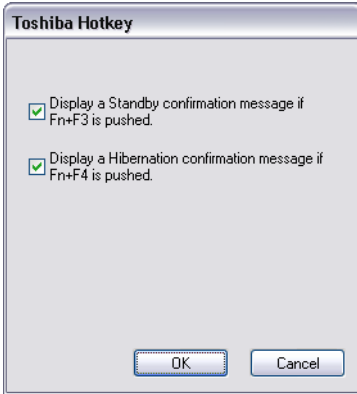 Toshiba Hotkey
Display a Standby confirmation message if
Fn+F3 is pushed.
Display a Hibernation confirmation message if
Fn+F4 is pushed.
OK
Cancel